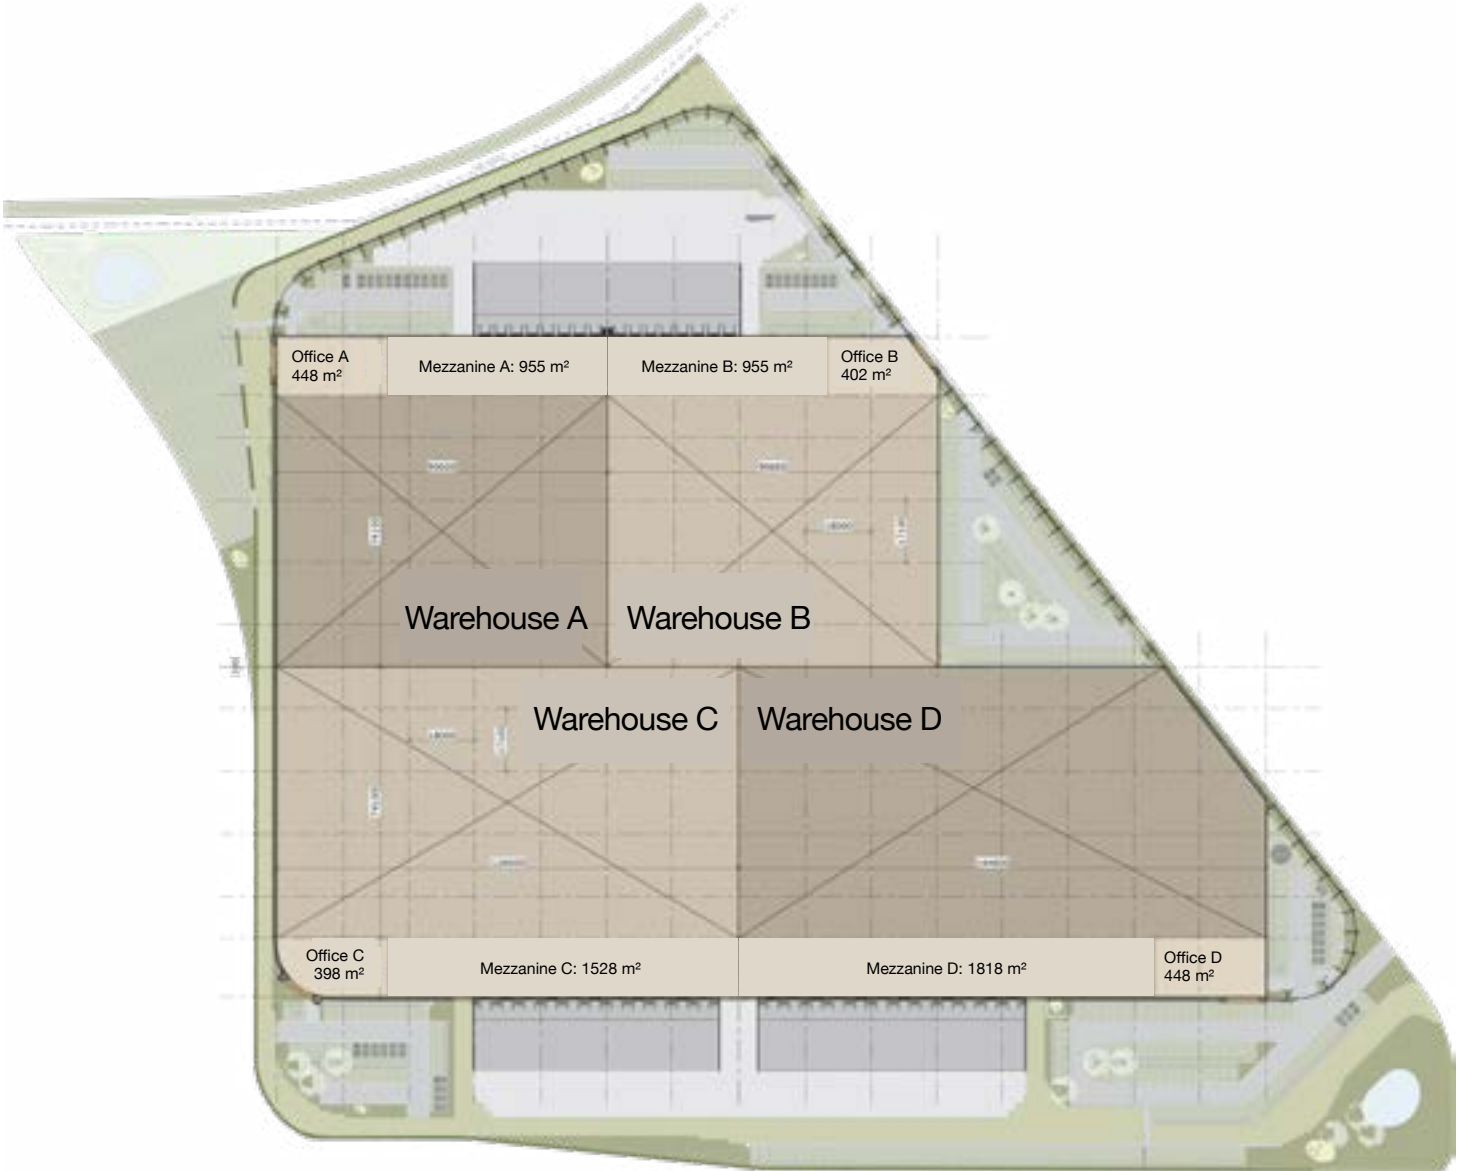 Office A
448 m²
Mezzanine A: 955 m²
Mezzanine B: 955 m²
Office B
402 m²
Warehouse A
Warehouse B
Warehouse C
Warehouse D
Office C
398 m²
Mezzanine C: 1528 m²
Mezzanine D: 1818 m²
Office D
448 m²